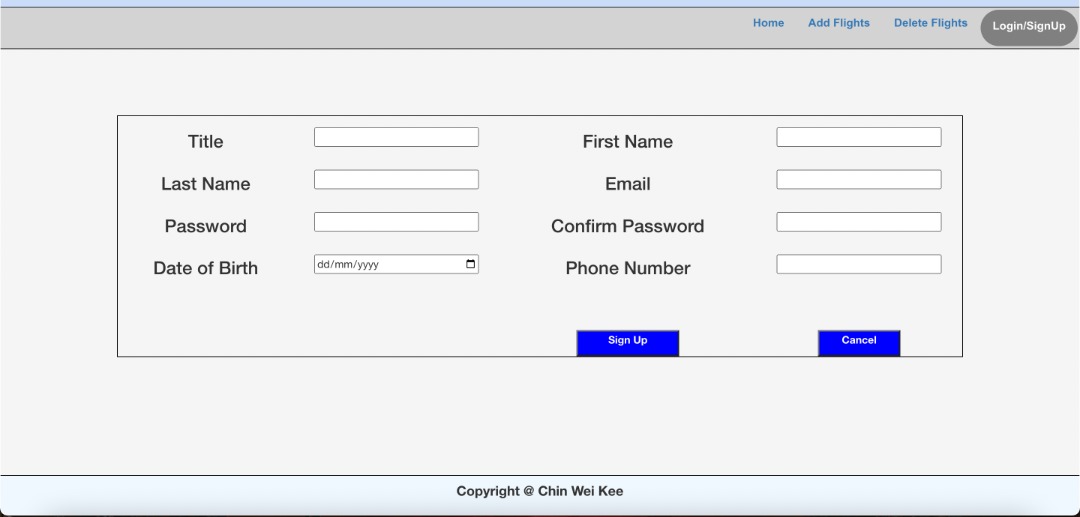 Home Add Flights Delete Flights Login/SignUp
Title First Name
Last Name Email
Password Confirm Password
Date of Birth dd/mm/yyyy Phone Number
Sign Up Cancel
Copyright @ Chin Wei Kee